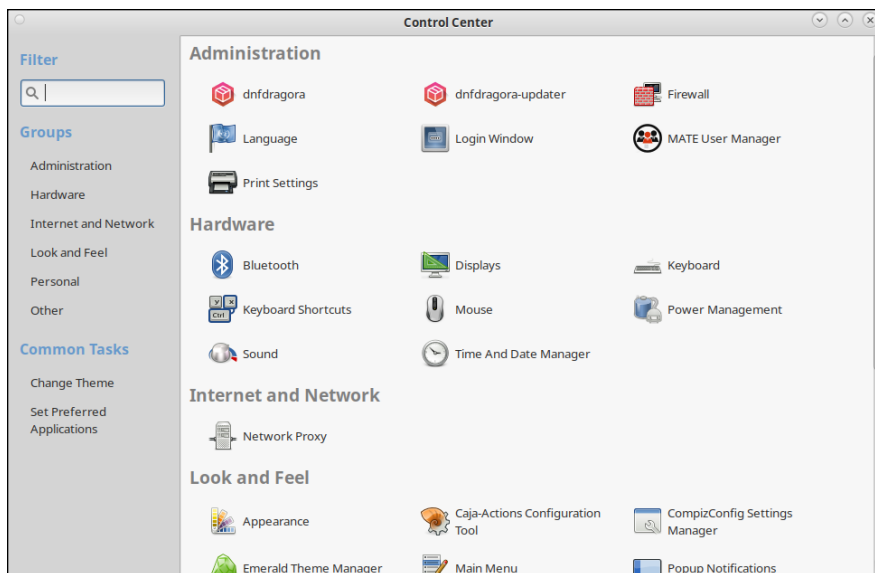 Control Center
Filter
Groups
Administration
Hardware
Internet and Network
Look and Feel
Personal
Other
Common Tasks
Change Theme
Set Preferred
Applications
Administration
dnfdragora
dnfdragora-updater
Firewall
Language
Login Window
MATE User Manager
Print Settings
Hardware
Bluetooth
Displays
Keyboard
Keyboard Shortcuts
Mouse
Power Management
Sound
Time And Date Manager
Internet and Network
Network Proxy
Look and Feel
Appearance
Caja-Actions Configuration
Tool
CompizConfig Settings
Manager
Emerald Theme Manager
Main Menu
Popup Notifications